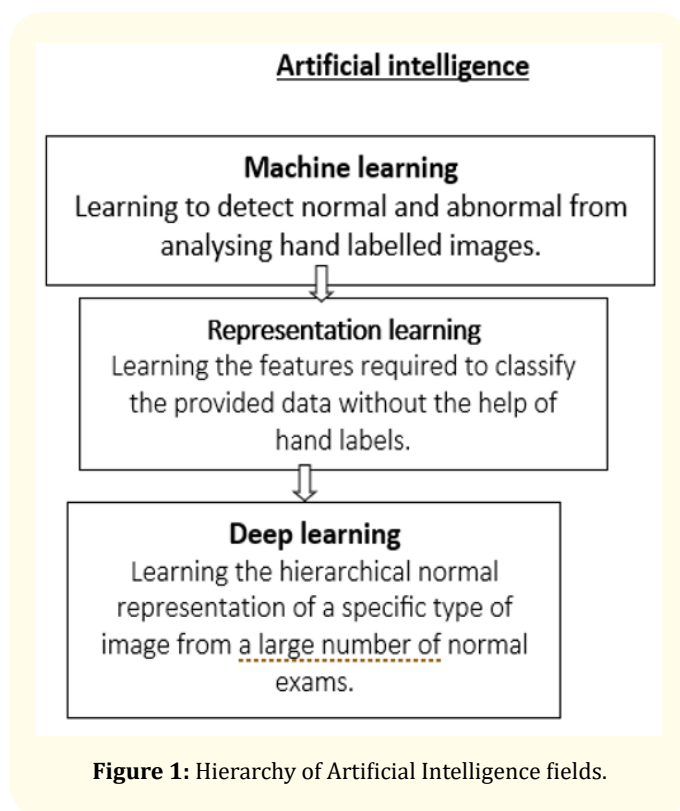 Artificial intelligence
Machine learning
Learning to detect normal and abnormal from
analysing hand labelled images.
Representation learning
Learning the features required to classify
the provided data without the help of
hand labels.
Deep learning
Learning the hierarchical normal
representation of a specific type of
image from a large number of normal
exams.
Figure 1: Hierarchy of Artificial Intelligence fields.